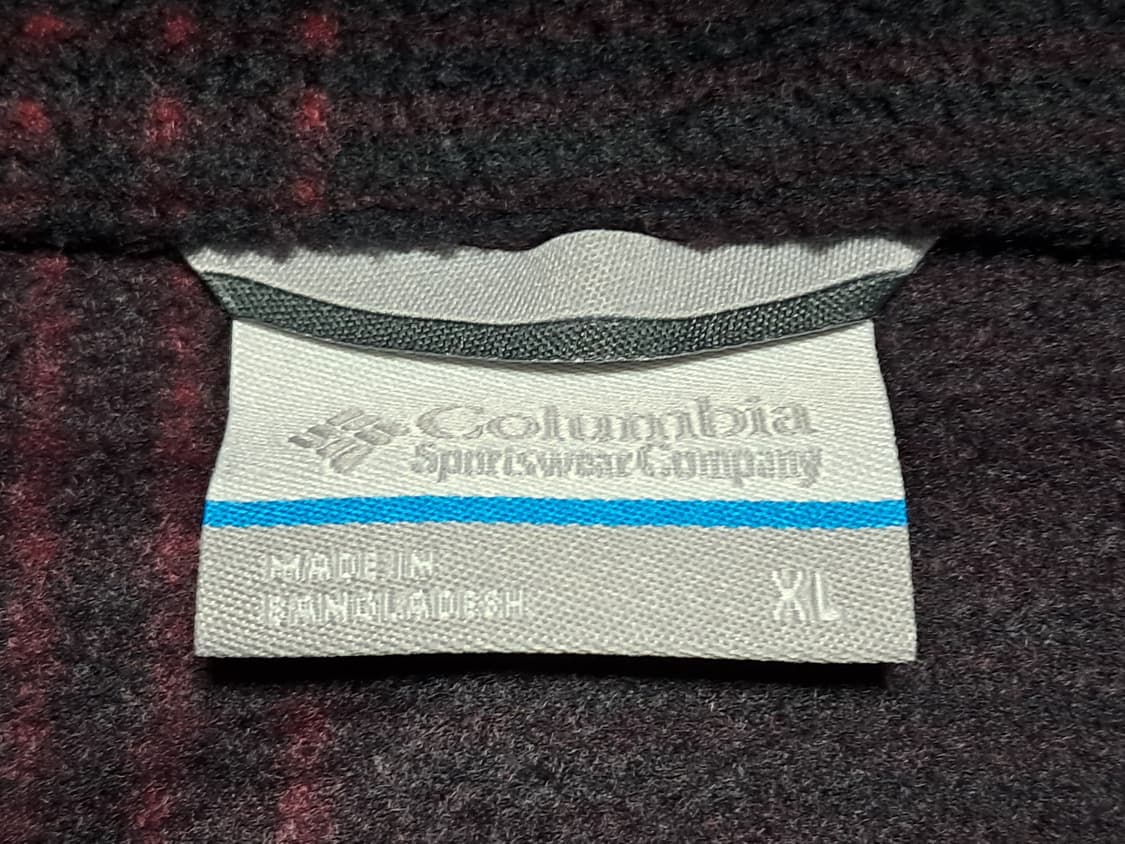 Columbia
Sportswear Company
MADE IN
BANGLADESH
XL